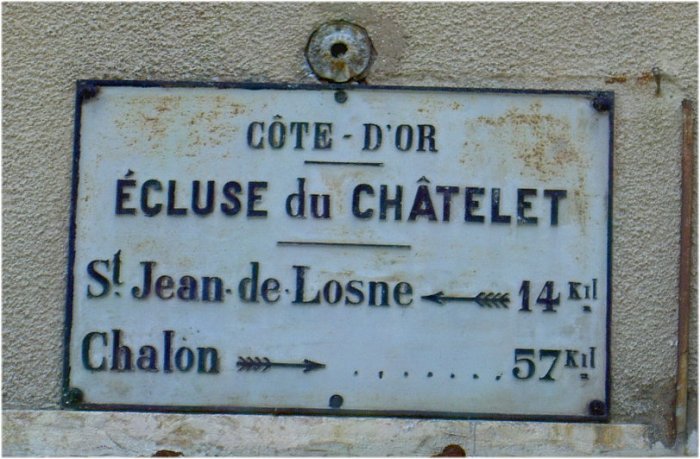 CÔTE - D'OR
ÉCLUSE du CHÂTELET
St. Jean-de-Losne ← 14 Kil
Chalon → ........ 57 Kil